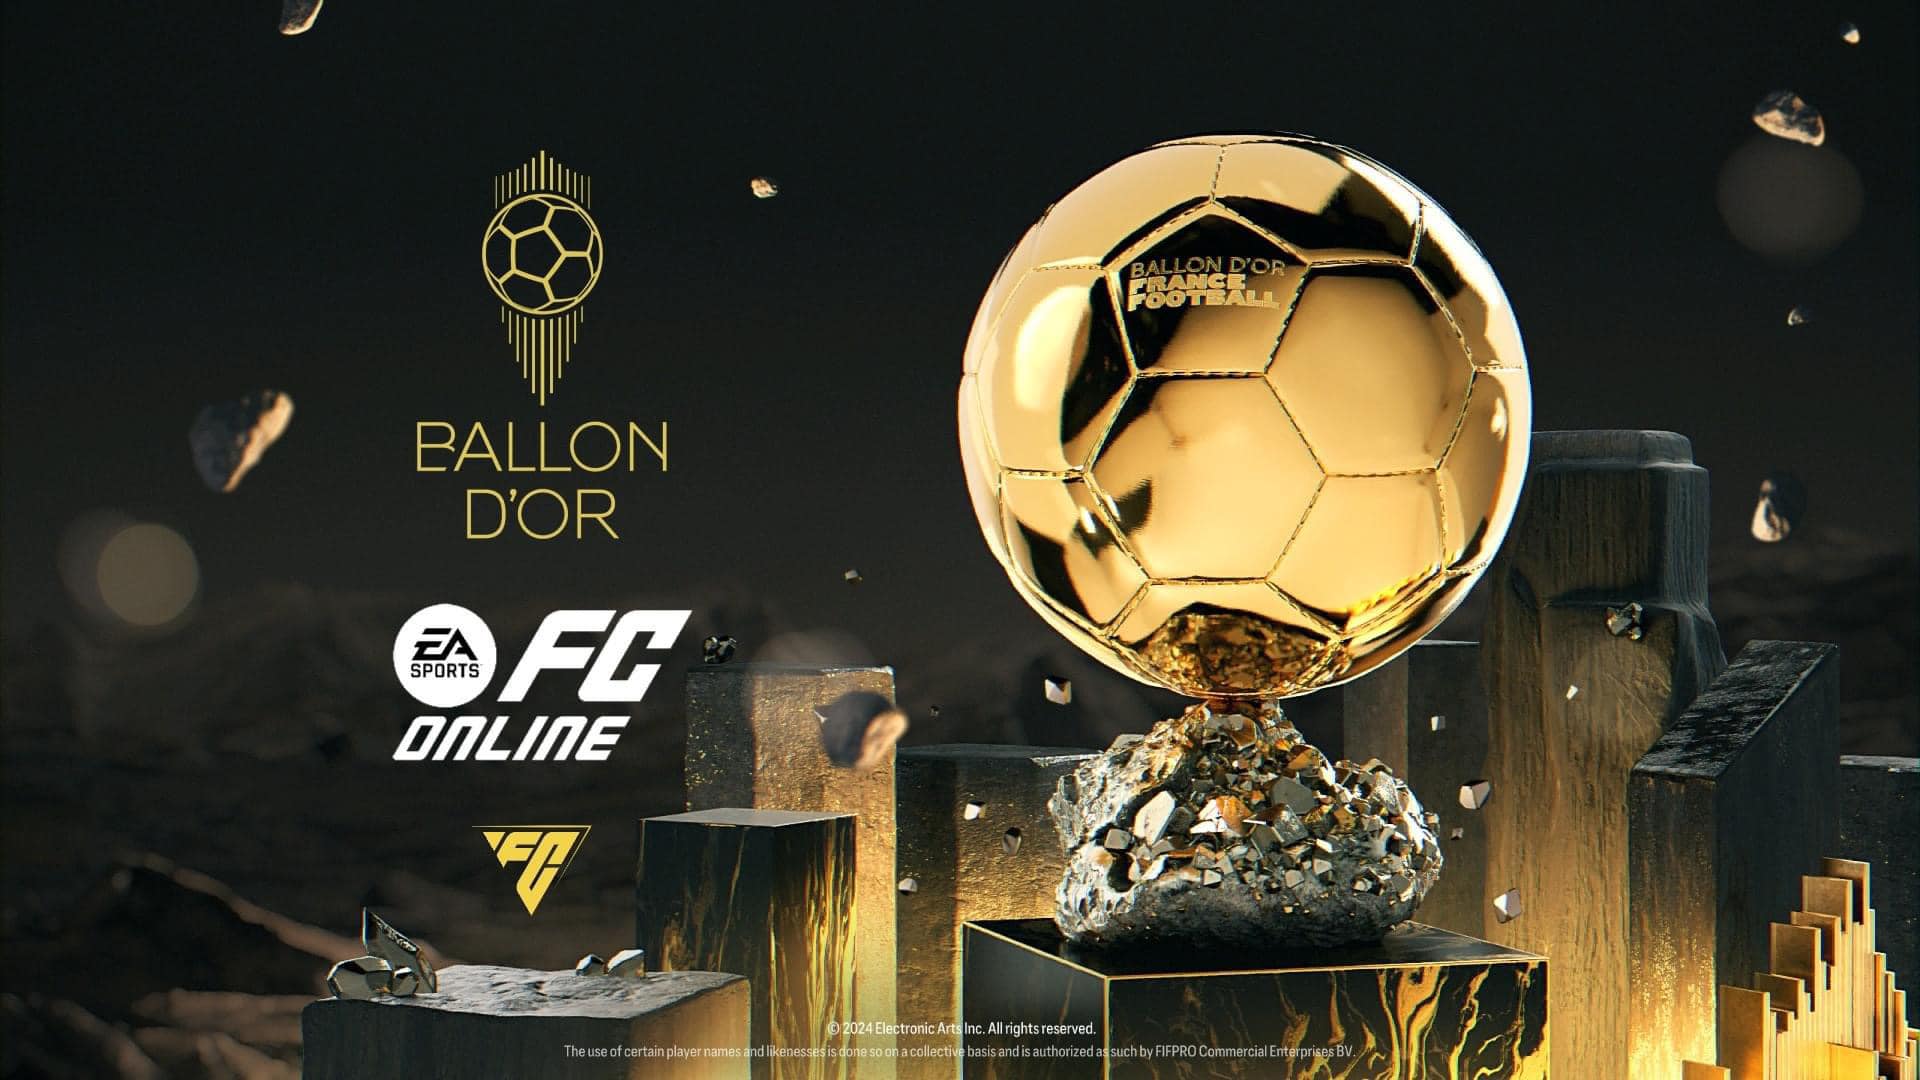 BALLON
D'OR
EA
SPORTS
FC
ONLINE
FC
BALLON D'OR
FRANCE
FOOTBALL
© 2024 Electronic Arts Inc. All rights reserved.
The use of certain player names and likenesses is done so on a collective basis and is authorized as such by FIFPRO Commercial Enterprises BV.